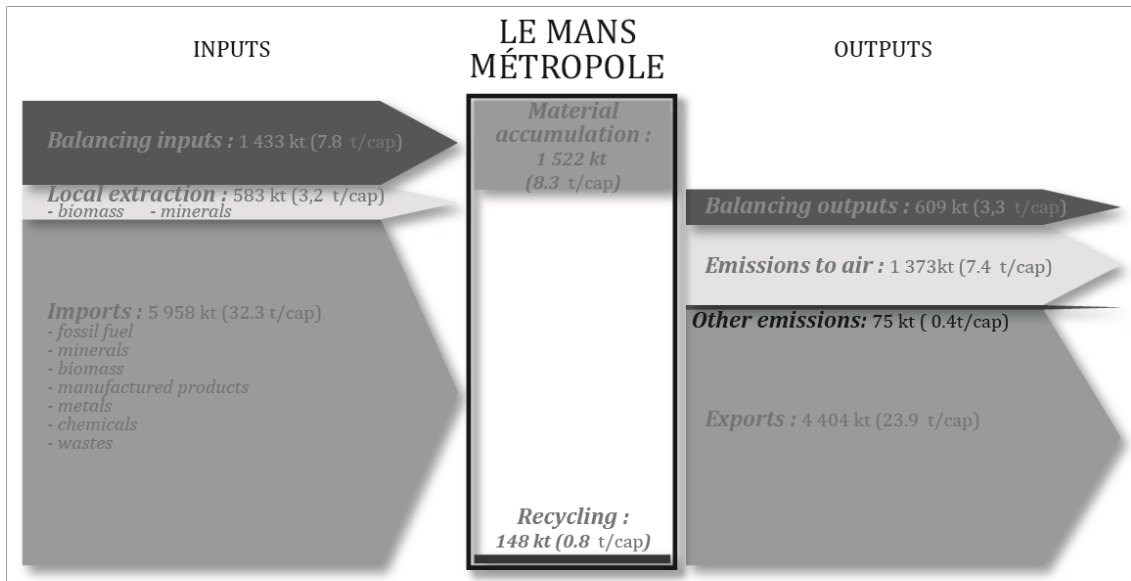 INPUTS
LE MANS
MÉTROPOLE
OUTPUTS
Balancing inputs : 1 433 kt (7.8 t/cap)
Local extraction : 583 kt (3,2 t/cap)
- biomass - minerals
Imports : 5 958 kt (32.3 t/cap)
- fossil fuel
- minerals
- biomass
- manufactured products
- metals
- chemicals
- wastes
Material
accumulation :
1 522 kt
(8.3 t/cap)
Recycling :
148 kt (0.8 t/cap)
Balancing outputs : 609 kt (3,3 t/cap)
Emissions to air : 1 373kt (7.4 t/cap)
Other emissions: 75 kt ( 0.4t/cap)
Exports : 4 404 kt (23.9 t/cap)